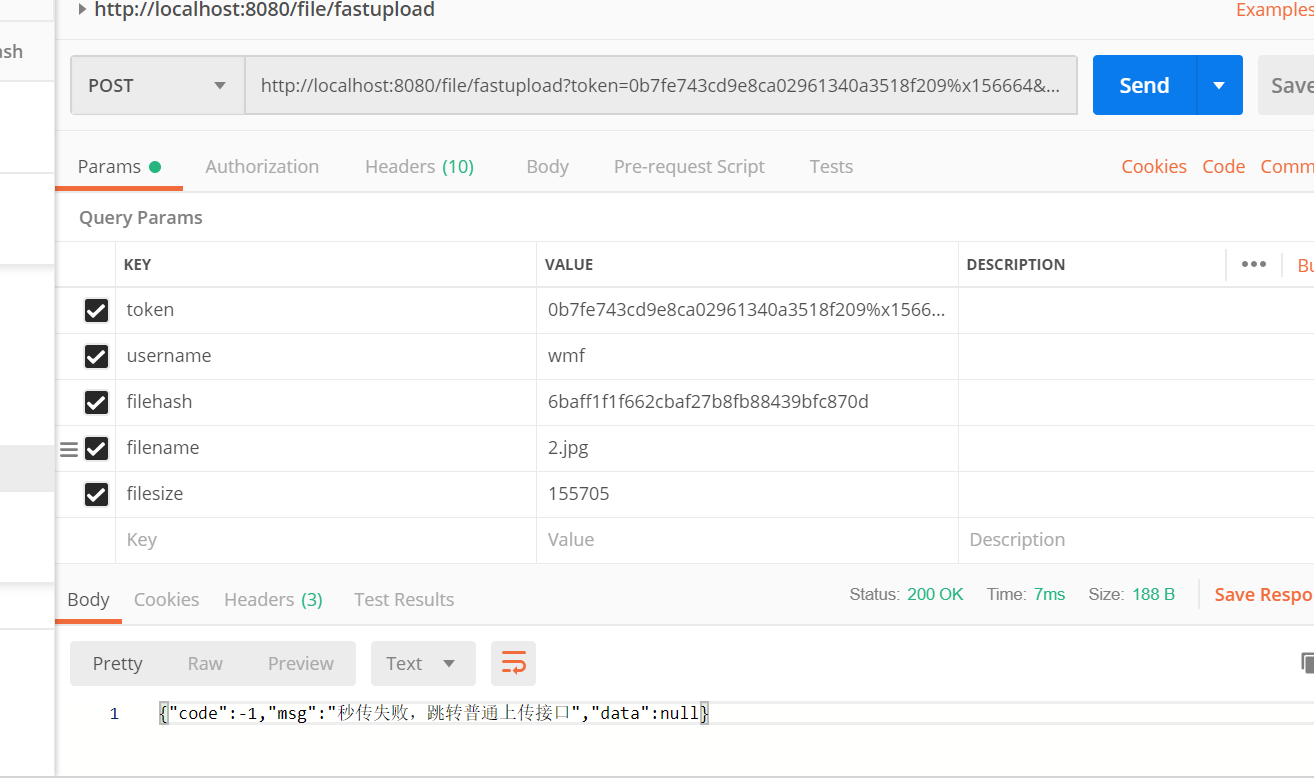 http://localhost:8080/file/fastupload
Examples
ash
POST
http://localhost:8080/file/fastupload?token=0b7fe743cd9e8ca02961340a3518f209%x156664&...
Send
Save
Params
Authorization
Headers (10)
Body
Pre-request Script
Tests
Cookies
Code
Comm
Query Params
KEY
VALUE
DESCRIPTION
•••
Bu
token
0b7fe743cd9e8ca02961340a3518f209%x1566...
username
wmf
filehash
6baff1f1f662cbaf27b8fb88439bfc870d
filename
2.jpg
filesize
155705
Key
Value
Description
Body
Cookies
Headers (3)
Test Results
Status: 200 OK
Time: 7ms
Size: 188 B
Save Respo
Pretty
Raw
Preview
Text
1
{"code":-1,"msg":"秒传失败，跳转普通上传接口","data":null}